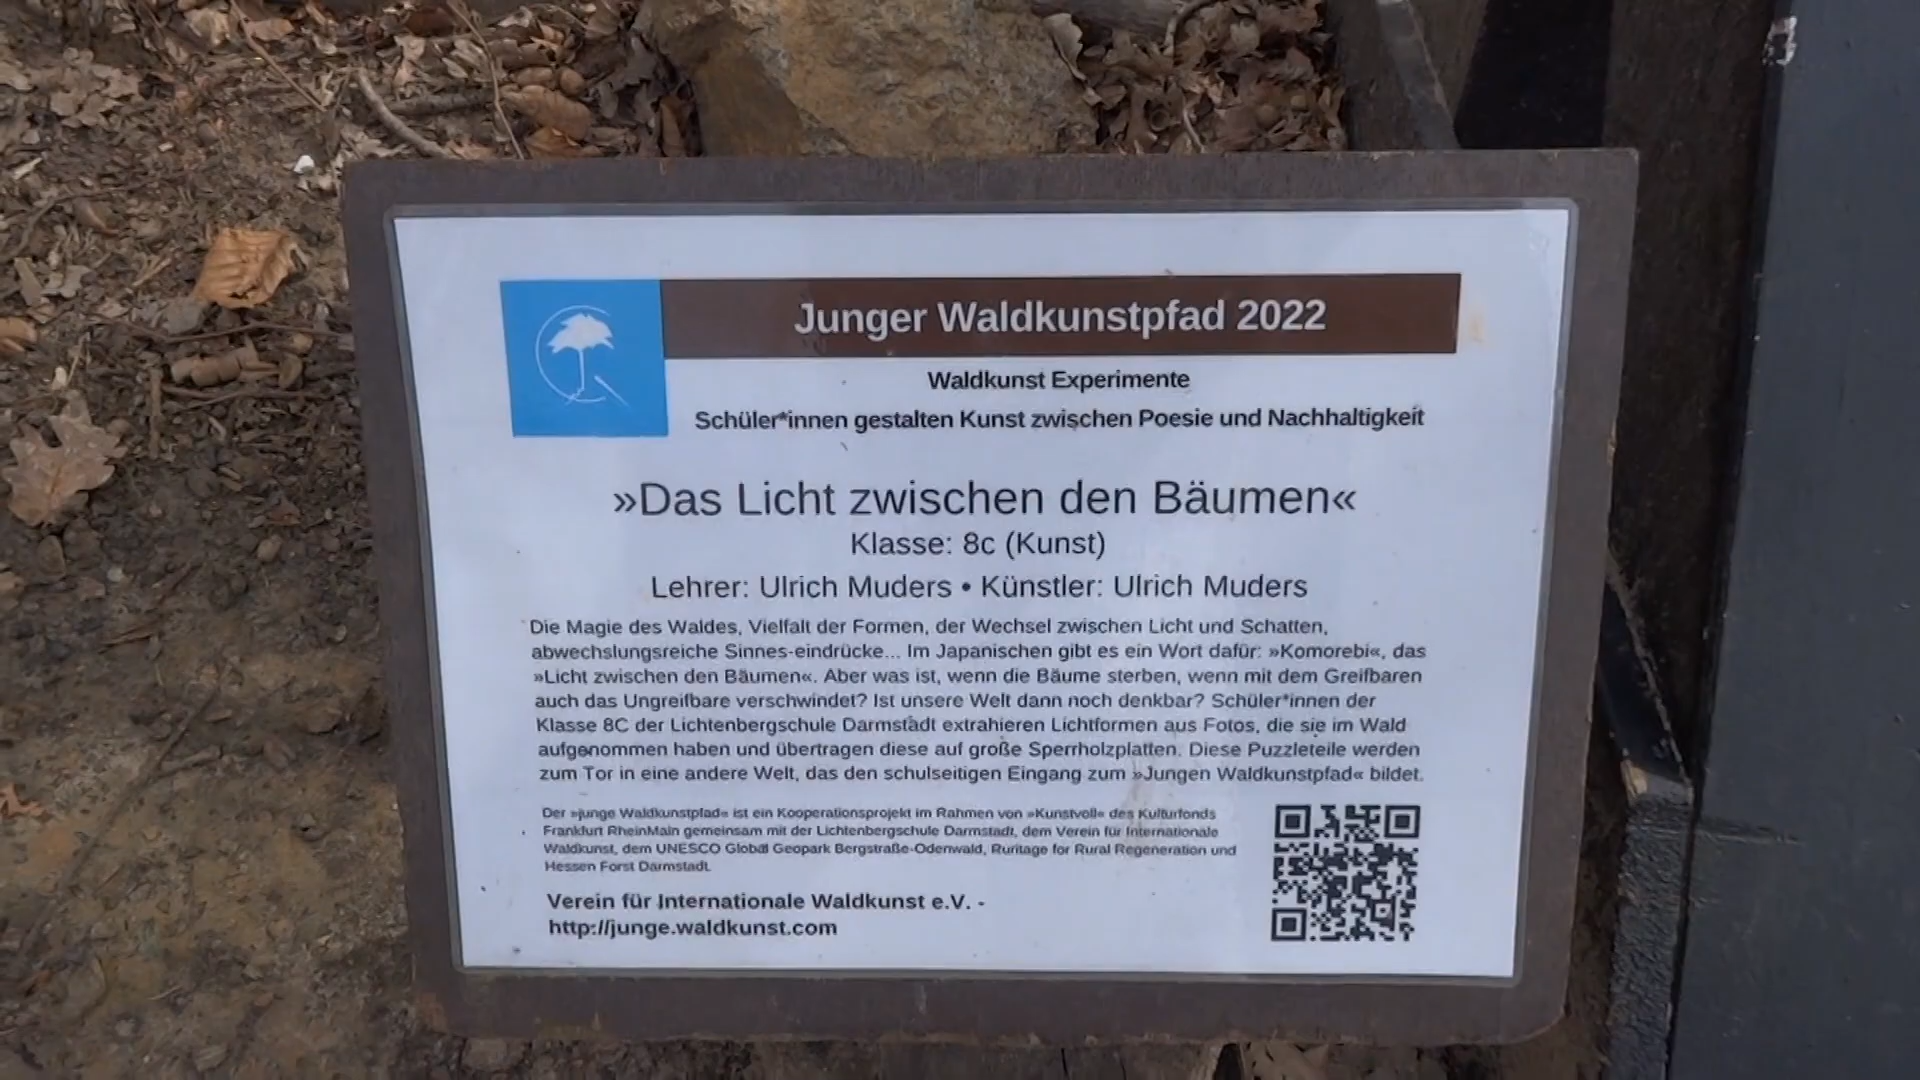 Junger Waldkunstpfad 2022
Waldkunst Experimente
Schüler*innen gestalten Kunst zwischen Poesie und Nachhaltigkeit
»Das Licht zwischen den Bäumen«
Klasse: 8c (Kunst)
Lehrer: Ulrich Muders • Künstler: Ulrich Muders
Die Magie des Waldes, Vielfalt der Formen, der Wechsel zwischen Licht und Schatten,
abwechslungsreiche Sinnes-eindrücke... Im Japanischen gibt es ein Wort dafür: »Komorebi«, das
»Licht zwischen den Bäumen«. Aber was ist, wenn die Bäume sterben, wenn mit dem Greifbaren
auch das Ungreifbare verschwindet? Ist unsere Welt dann noch denkbar? Schüler*innen der
Klasse 8C der Lichtenbergschule Darmstadt extrahieren Lichtformen aus Fotos, die sie im Wald
aufgenommen haben und übertragen diese auf große Sperrholzplatten. Diese Puzzleteile werden
zum Tor in eine andere Welt, das den schulseitigen Eingang zum »Jungen Waldkunstpfad« bildet.
Der »junge Waldkunstpfad« ist ein Kooperationsprojekt im Rahmen von »Kunstvoll« des Kulturfonds
Frankfurt RheinMain gemeinsam mit der Lichtenbergschule Darmstadt, dem Verein für Internationale
Waldkunst, dem UNESCO Global Geopark Bergstraße-Odenwald, Ruritage for Rural Regeneration und
Hessen Forst Darmstadt.
Verein für Internationale Waldkunst e.V. -
http://junge.waldkunst.com